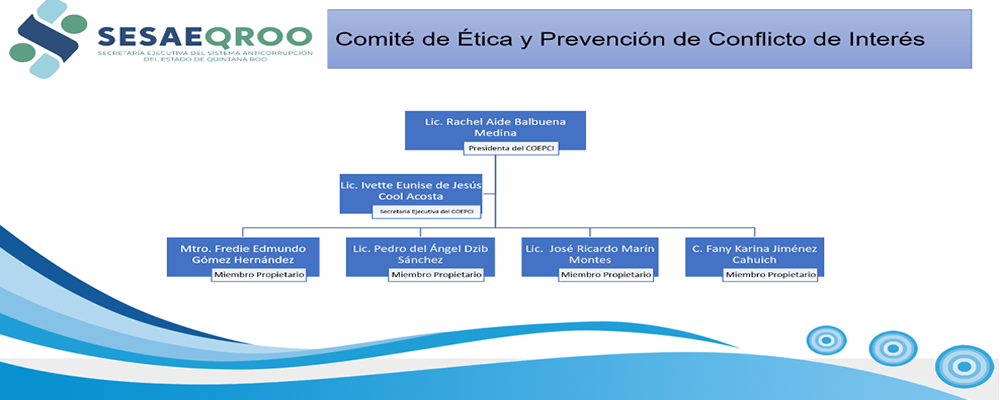 SESAEQROO
SECRETARÍA EJECUTIVA DEL SISTEMA ANTICORRUPCIÓN
DEL ESTADO DE QUINTANA ROO
Comité de Ética y Prevención de Conflicto de Interés
Lic. Rachel Aide Balbuena
Medina
Presidenta del COEPCI
Lic. Ivette Eunise de Jesús
Cool Acosta
Secretaria Ejecutiva del COEPCI
Mtro. Fredie Edmundo
Gómez Hernández
Miembro Propietario
Lic. Pedro del Ángel Dzib
Sánchez
Miembro Propietario
Lic. José Ricardo Marín
Montes
Miembro Propietario
C. Fany Karina Jiménez
Cahuich
Miembro Propietario